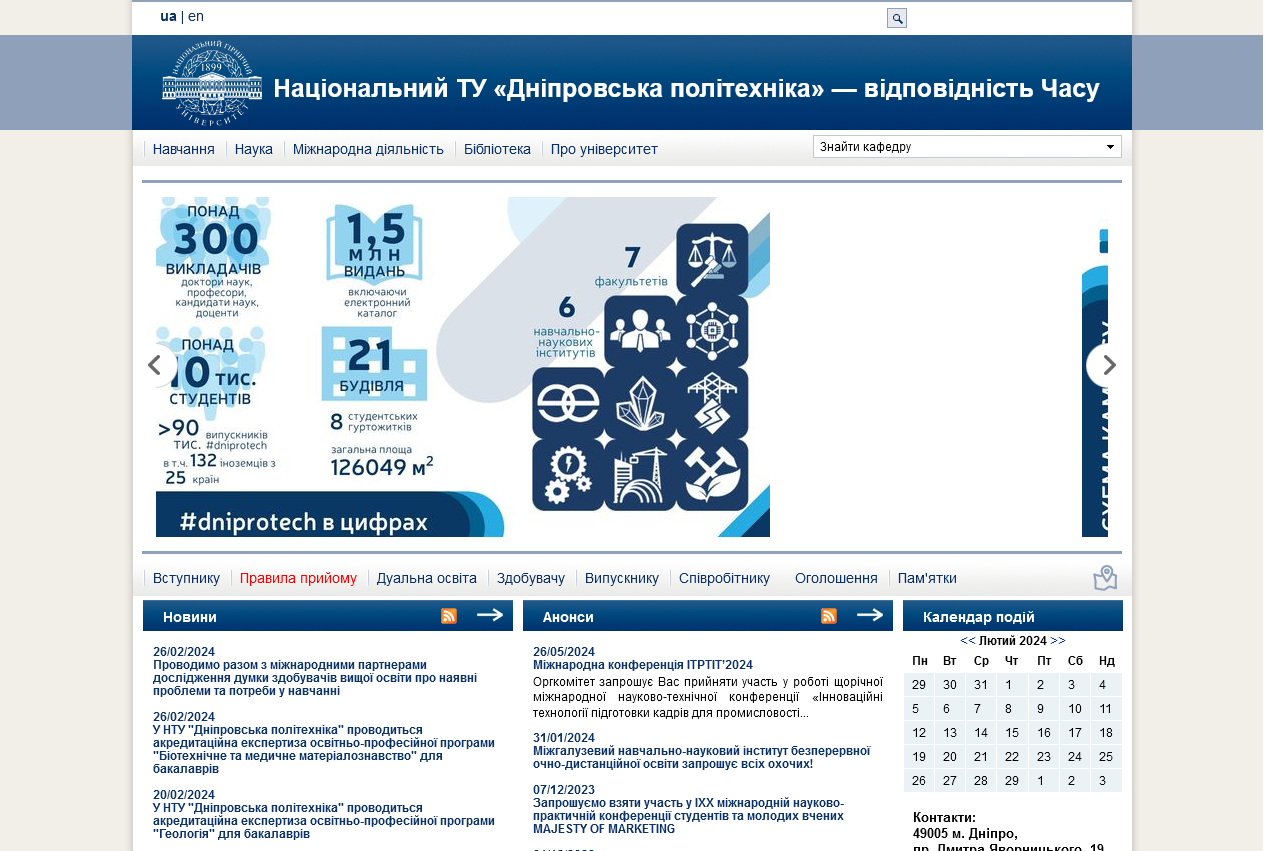 ua | en
НАЦІОНАЛЬНИЙ ГІРНИЧИЙ
1899
УНІВЕРСИТЕТ
Національний ТУ «Дніпровська політехніка» — відповідність Часу
Навчання
Наука
Міжнародна діяльність
Бібліотека
Про університет
Знайти кафедру
ПОНАД
300
ВИКЛАДАЧІВ
доктори наук,
професори,
кандидати наук,
доценти
1,5
МЛН
ВИДАНЬ
включаючи
електронний
каталог
7
факультетів
6
навчально-
наукових
інститутів
ПОНАД
10 тис.
СТУДЕНТІВ
21
БУДІВЛЯ
>90
ТИС.
випускників
#dniprotech
в т.ч. 132 іноземців з
25 країн
8 студентських
гуртожитків
загальна площа
126049 м2
#dniprotech в цифрах
Вступнику
Правила прийому
Дуальна освіта
Здобувачу
Випускнику
Співробітнику
Оголошення
Пам'ятки
Новини
26/02/2024
Проводимо разом з міжнародними партнерами
дослідження думки здобувачів вищої освіти про наявні
проблеми та потреби у навчанні
26/02/2024
У НТУ "Дніпровська політехніка" проводиться
акредитаційна експертиза освітньо-професійної програми
"Біотехнічне та медичне матеріалознавство" для
бакалаврів
20/02/2024
У НТУ "Дніпровська політехніка" проводиться
акредитаційна експертиза освітньо-професійної програми
"Геологія" для бакалаврів
Анонси
26/05/2024
Міжнародна конференція ІТРТІТ’2024
Оргкомітет запрошує Вас прийняти участь у роботі щорічної
міжнародної науково-технічної конференції «Інноваційні
технології підготовки кадрів для промисловості...
31/01/2024
Міжгалузевий навчально-науковий інститут безперервної
очно-дистанційної освіти запрошує всіх охочих!
07/12/2023
Запрошуємо взяти участь у IXX міжнародній науково-
практичній конференції студентів та молодих вчених
MAJESTY OF MARKETING
Календар подій
<< Лютий 2024 >>
Пн Вт Ср Чт Пт Сб Нд
29 30 31 1 2 3 4
5 6 7 8 9 10 11
12 13 14 15 16 17 18
19 20 21 22 23 24 25
26 27 28 29 1 2 3
Контакти:
49005 м. Дніпро,
пр. Дмитра Яворницького, 19